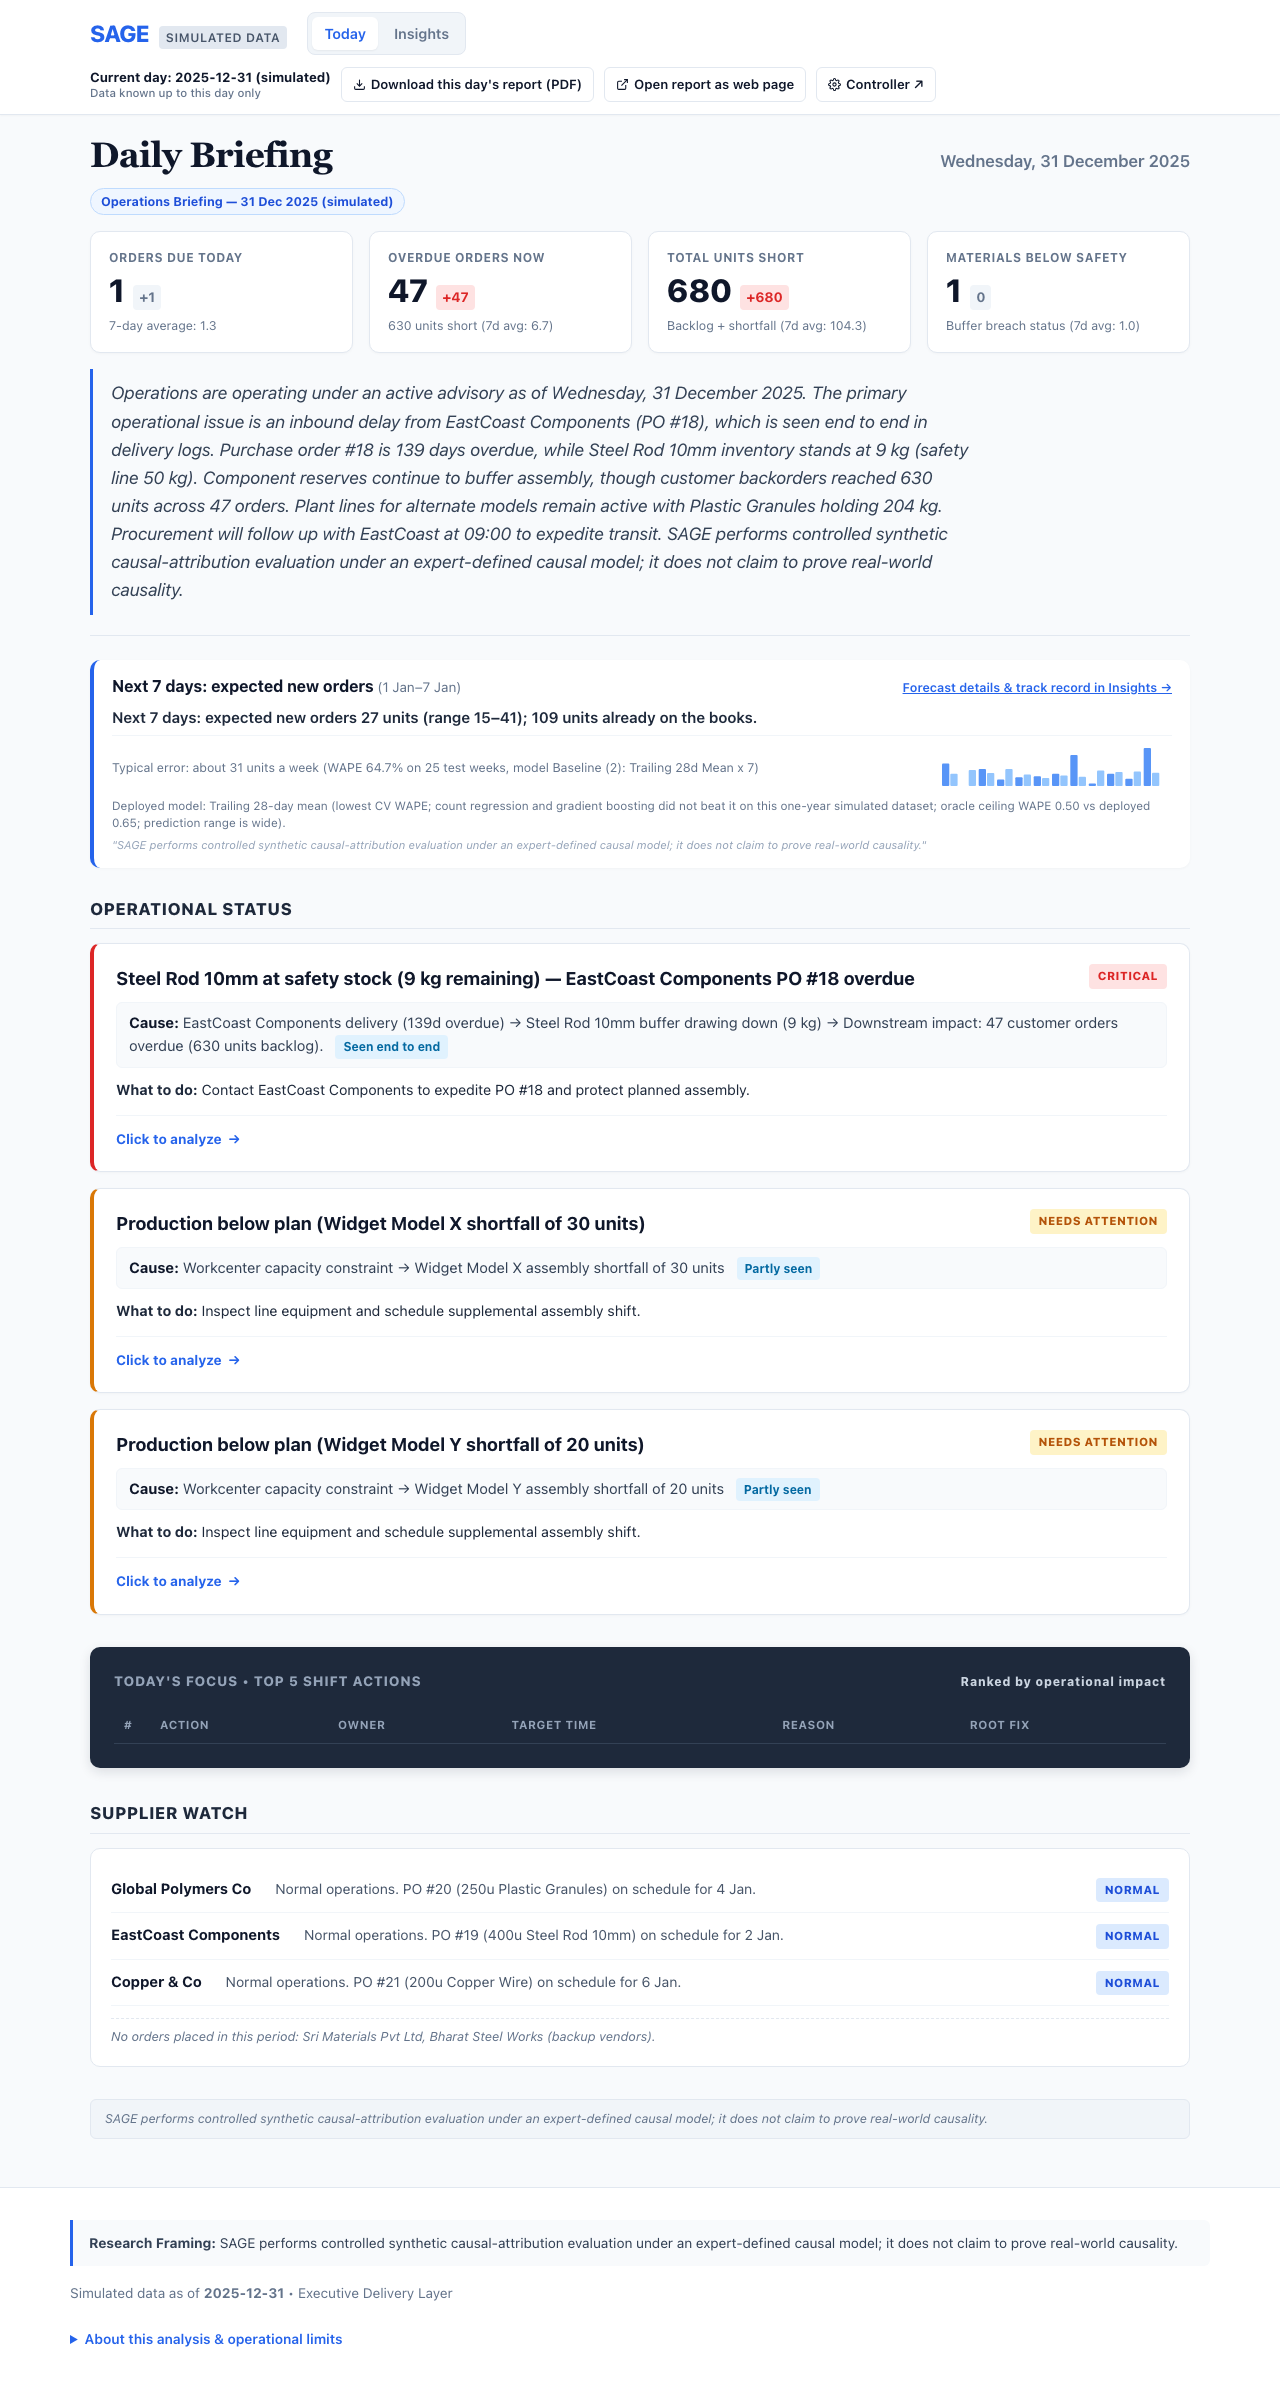 SAGE SIMULATED DATA Today Insights
Current day: 2025-12-31 (simulated)
Data known up to this day only
Download this day's report (PDF)
Open report as web page
Controller ↗
Daily Briefing
Wednesday, 31 December 2025
Operations Briefing — 31 Dec 2025 (simulated)
ORDERS DUE TODAY
1 +1
7-day average: 1.3
OVERDUE ORDERS NOW
47 +47
630 units short (7d avg: 6.7)
TOTAL UNITS SHORT
680 +680
Backlog + shortfall (7d avg: 104.3)
MATERIALS BELOW SAFETY
1 0
Buffer breach status (7d avg: 1.0)
Operations are operating under an active advisory as of Wednesday, 31 December 2025. The primary
operational issue is an inbound delay from EastCoast Components (PO #18), which is seen end to end in
delivery logs. Purchase order #18 is 139 days overdue, while Steel Rod 10mm inventory stands at 9 kg (safety
line 50 kg). Component reserves continue to buffer assembly, though customer backorders reached 630
units across 47 orders. Plant lines for alternate models remain active with Plastic Granules holding 204 kg.
Procurement will follow up with EastCoast at 09:00 to expedite transit. SAGE performs controlled synthetic
causal-attribution evaluation under an expert-defined causal model; it does not claim to prove real-world
causality.
Next 7 days: expected new orders (1 Jan–7 Jan)
Forecast details & track record in Insights →
Next 7 days: expected new orders 27 units (range 15–41); 109 units already on the books.
Typical error: about 31 units a week (WAPE 64.7% on 25 test weeks, model Baseline (2): Trailing 28d Mean x 7)
Deployed model: Trailing 28-day mean (lowest CV WAPE; count regression and gradient boosting did not beat it on this one-year simulated dataset; oracle ceiling WAPE 0.50 vs deployed
0.65; prediction range is wide).
"SAGE performs controlled synthetic causal-attribution evaluation under an expert-defined causal model; it does not claim to prove real-world causality."
OPERATIONAL STATUS
Steel Rod 10mm at safety stock (9 kg remaining) — EastCoast Components PO #18 overdue
CRITICAL
Cause: EastCoast Components delivery (139d overdue) → Steel Rod 10mm buffer drawing down (9 kg) → Downstream impact: 47 customer orders
overdue (630 units backlog). Seen end to end
What to do: Contact EastCoast Components to expedite PO #18 and protect planned assembly.
Click to analyze →
Production below plan (Widget Model X shortfall of 30 units)
NEEDS ATTENTION
Cause: Workcenter capacity constraint → Widget Model X assembly shortfall of 30 units Partly seen
What to do: Inspect line equipment and schedule supplemental assembly shift.
Click to analyze →
Production below plan (Widget Model Y shortfall of 20 units)
NEEDS ATTENTION
Cause: Workcenter capacity constraint → Widget Model Y assembly shortfall of 20 units Partly seen
What to do: Inspect line equipment and schedule supplemental assembly shift.
Click to analyze →
TODAY'S FOCUS • TOP 5 SHIFT ACTIONS
Ranked by operational impact
# ACTION OWNER TARGET TIME REASON ROOT FIX
SUPPLIER WATCH
Global Polymers Co Normal operations. PO #20 (250u Plastic Granules) on schedule for 4 Jan. NORMAL
EastCoast Components Normal operations. PO #19 (400u Steel Rod 10mm) on schedule for 2 Jan. NORMAL
Copper & Co Normal operations. PO #21 (200u Copper Wire) on schedule for 6 Jan. NORMAL
No orders placed in this period: Sri Materials Pvt Ltd, Bharat Steel Works (backup vendors).
SAGE performs controlled synthetic causal-attribution evaluation under an expert-defined causal model; it does not claim to prove real-world causality.
Research Framing: SAGE performs controlled synthetic causal-attribution evaluation under an expert-defined causal model; it does not claim to prove real-world causality.
Simulated data as of 2025-12-31 • Executive Delivery Layer
▶ About this analysis & operational limits